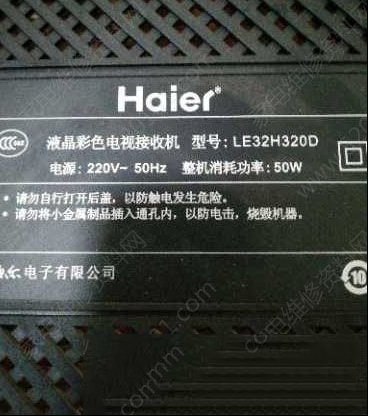 Haier®
液晶彩色电视接收机 型号: LE32H320D
电源: 220V~ 50Hz 整机消耗功率: 50W
• 请勿自行打开后盖，以防触电发生危险。
• 请勿将小金属制品插入通孔内，以防电击，烧毁机器。
尔电子有限公司
10